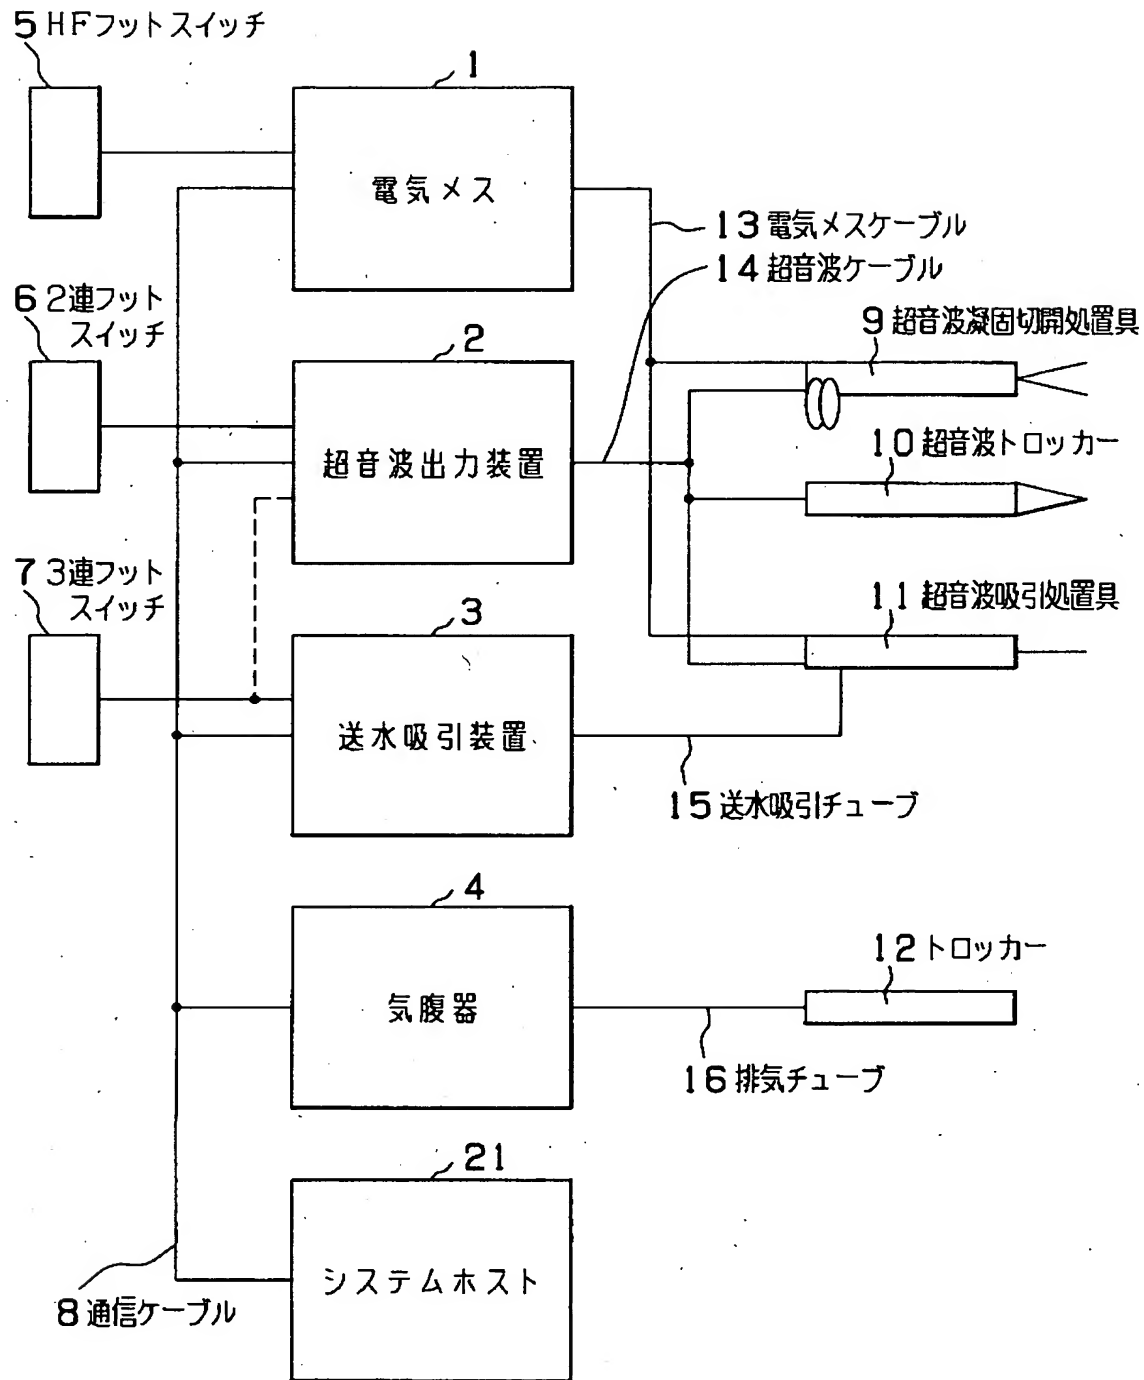 5 HFフットスイッチ
1
電気メス
13 電気メスケーブル
14 超音波ケーブル
6 2連フット
スイッチ
2
超音波出力装置
9 超音波凝固切開処置具
10 超音波トロッカー
7 3連フット
スイッチ
3
送水吸引装置
11 超音波吸引処置具
15 送水吸引チューブ
4
気腹器
12 トロッカー
16 排気チューブ
21
システムホスト
8 通信ケーブル